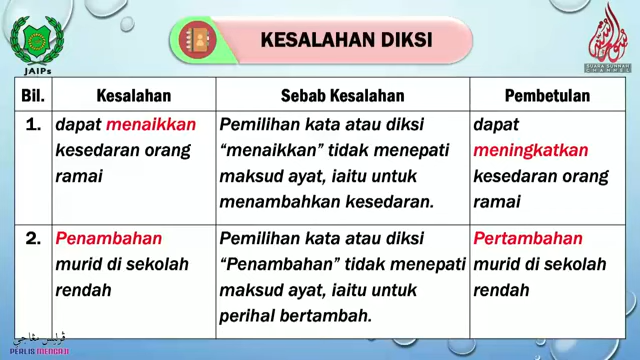 KESALAHAN DIKSI
JAIPs
SUARA SUNNAH
CHANNEL
Bil. Kesalahan Sebab Kesalahan Pembetulan
1. dapat menaikkan kesedaran orang ramai
Pemilihan kata atau diksi
“menaikkan” tidak menepati
maksud ayat, iaitu untuk
menambahkan kesedaran.
dapat
meningkatkan
kesedaran orang
ramai
2. Penambahan
murid di sekolah
rendah
Pemilihan kata atau diksi
“Penambahan” tidak menepati
maksud ayat, iaitu untuk
perihal bertambah.
Pertambahan
murid di sekolah
rendah
ڤرليس مڠاجي
PERLIS MENGAJI